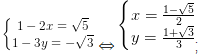 { 1 − 2x = √5
1 − 3y = −√3 ⇔ { x = (1−√5)/2
y = (1+√3)/3 ;